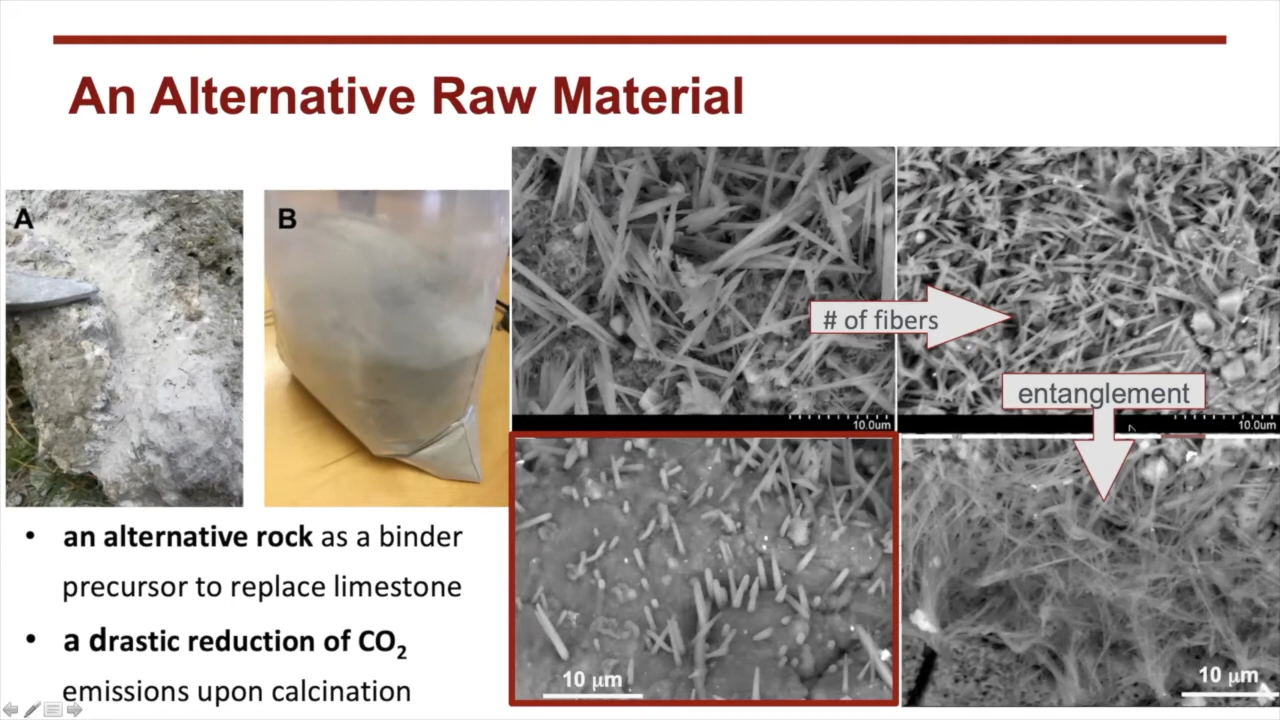 An Alternative Raw Material
A
B
# of fibers
entanglement
10.0um
10.0um
10 μm
10 μm
• an alternative rock as a binder
precursor to replace limestone
• a drastic reduction of CO₂
emissions upon calcination